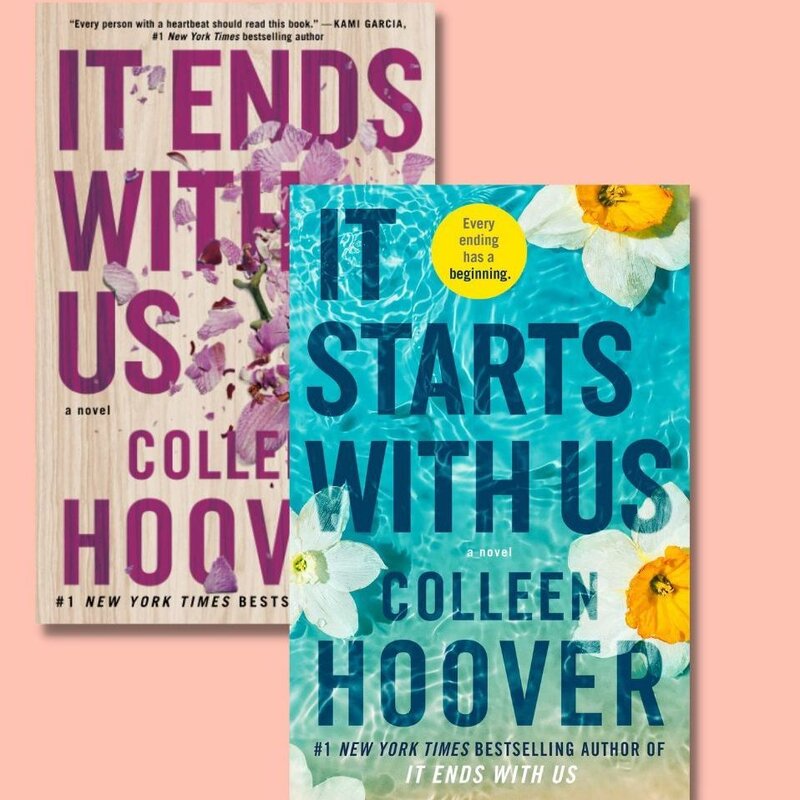 "Every person with a heartbeat should read this book." —KAMI GARCIA,
#1 New York Times bestselling author
IT ENDS
WITH
US
a novel
COLLE
HOOV
#1 NEW YORK TIMES BESTS
IT
Every
ending
has a
beginning.
STARTS
WITH US
a novel
COLLEEN
HOOVER
#1 NEW YORK TIMES BESTSELLING AUTHOR OF
IT ENDS WITH US